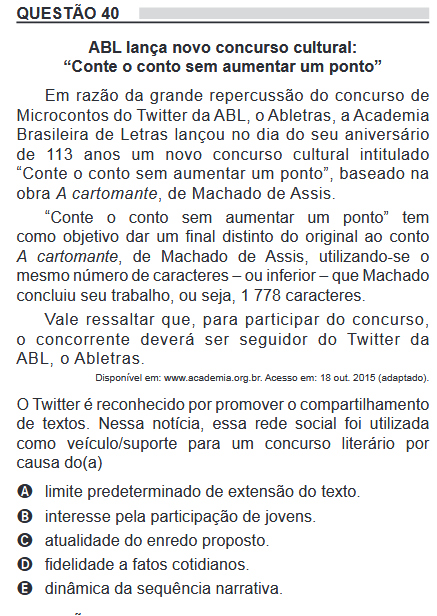 QUESTÃO 40
ABL lança novo concurso cultural:
“Conte o conto sem aumentar um ponto”
Em razão da grande repercussão do concurso de
Microcontos do Twitter da ABL, o Abletras, a Academia
Brasileira de Letras lançou no dia do seu aniversário
de 113 anos um novo concurso cultural intitulado
“Conte o conto sem aumentar um ponto”, baseado na
obra A cartomante, de Machado de Assis.
“Conte o conto sem aumentar um ponto” tem
como objetivo dar um final distinto do original ao conto
A cartomante, de Machado de Assis, utilizando-se o
mesmo número de caracteres – ou inferior – que Machado
concluiu seu trabalho, ou seja, 1 778 caracteres.
Vale ressaltar que, para participar do concurso,
o concorrente deverá ser seguidor do Twitter da
ABL, o Abletras.
Disponível em: www.academia.org.br. Acesso em: 18 out. 2015 (adaptado).
O Twitter é reconhecido por promover o compartilhamento
de textos. Nessa notícia, essa rede social foi utilizada
como veículo/suporte para um concurso literário por
causa do(a)
A limite predeterminado de extensão do texto.
B interesse pela participação de jovens.
C atualidade do enredo proposto.
D fidelidade a fatos cotidianos.
E dinâmica da sequência narrativa.